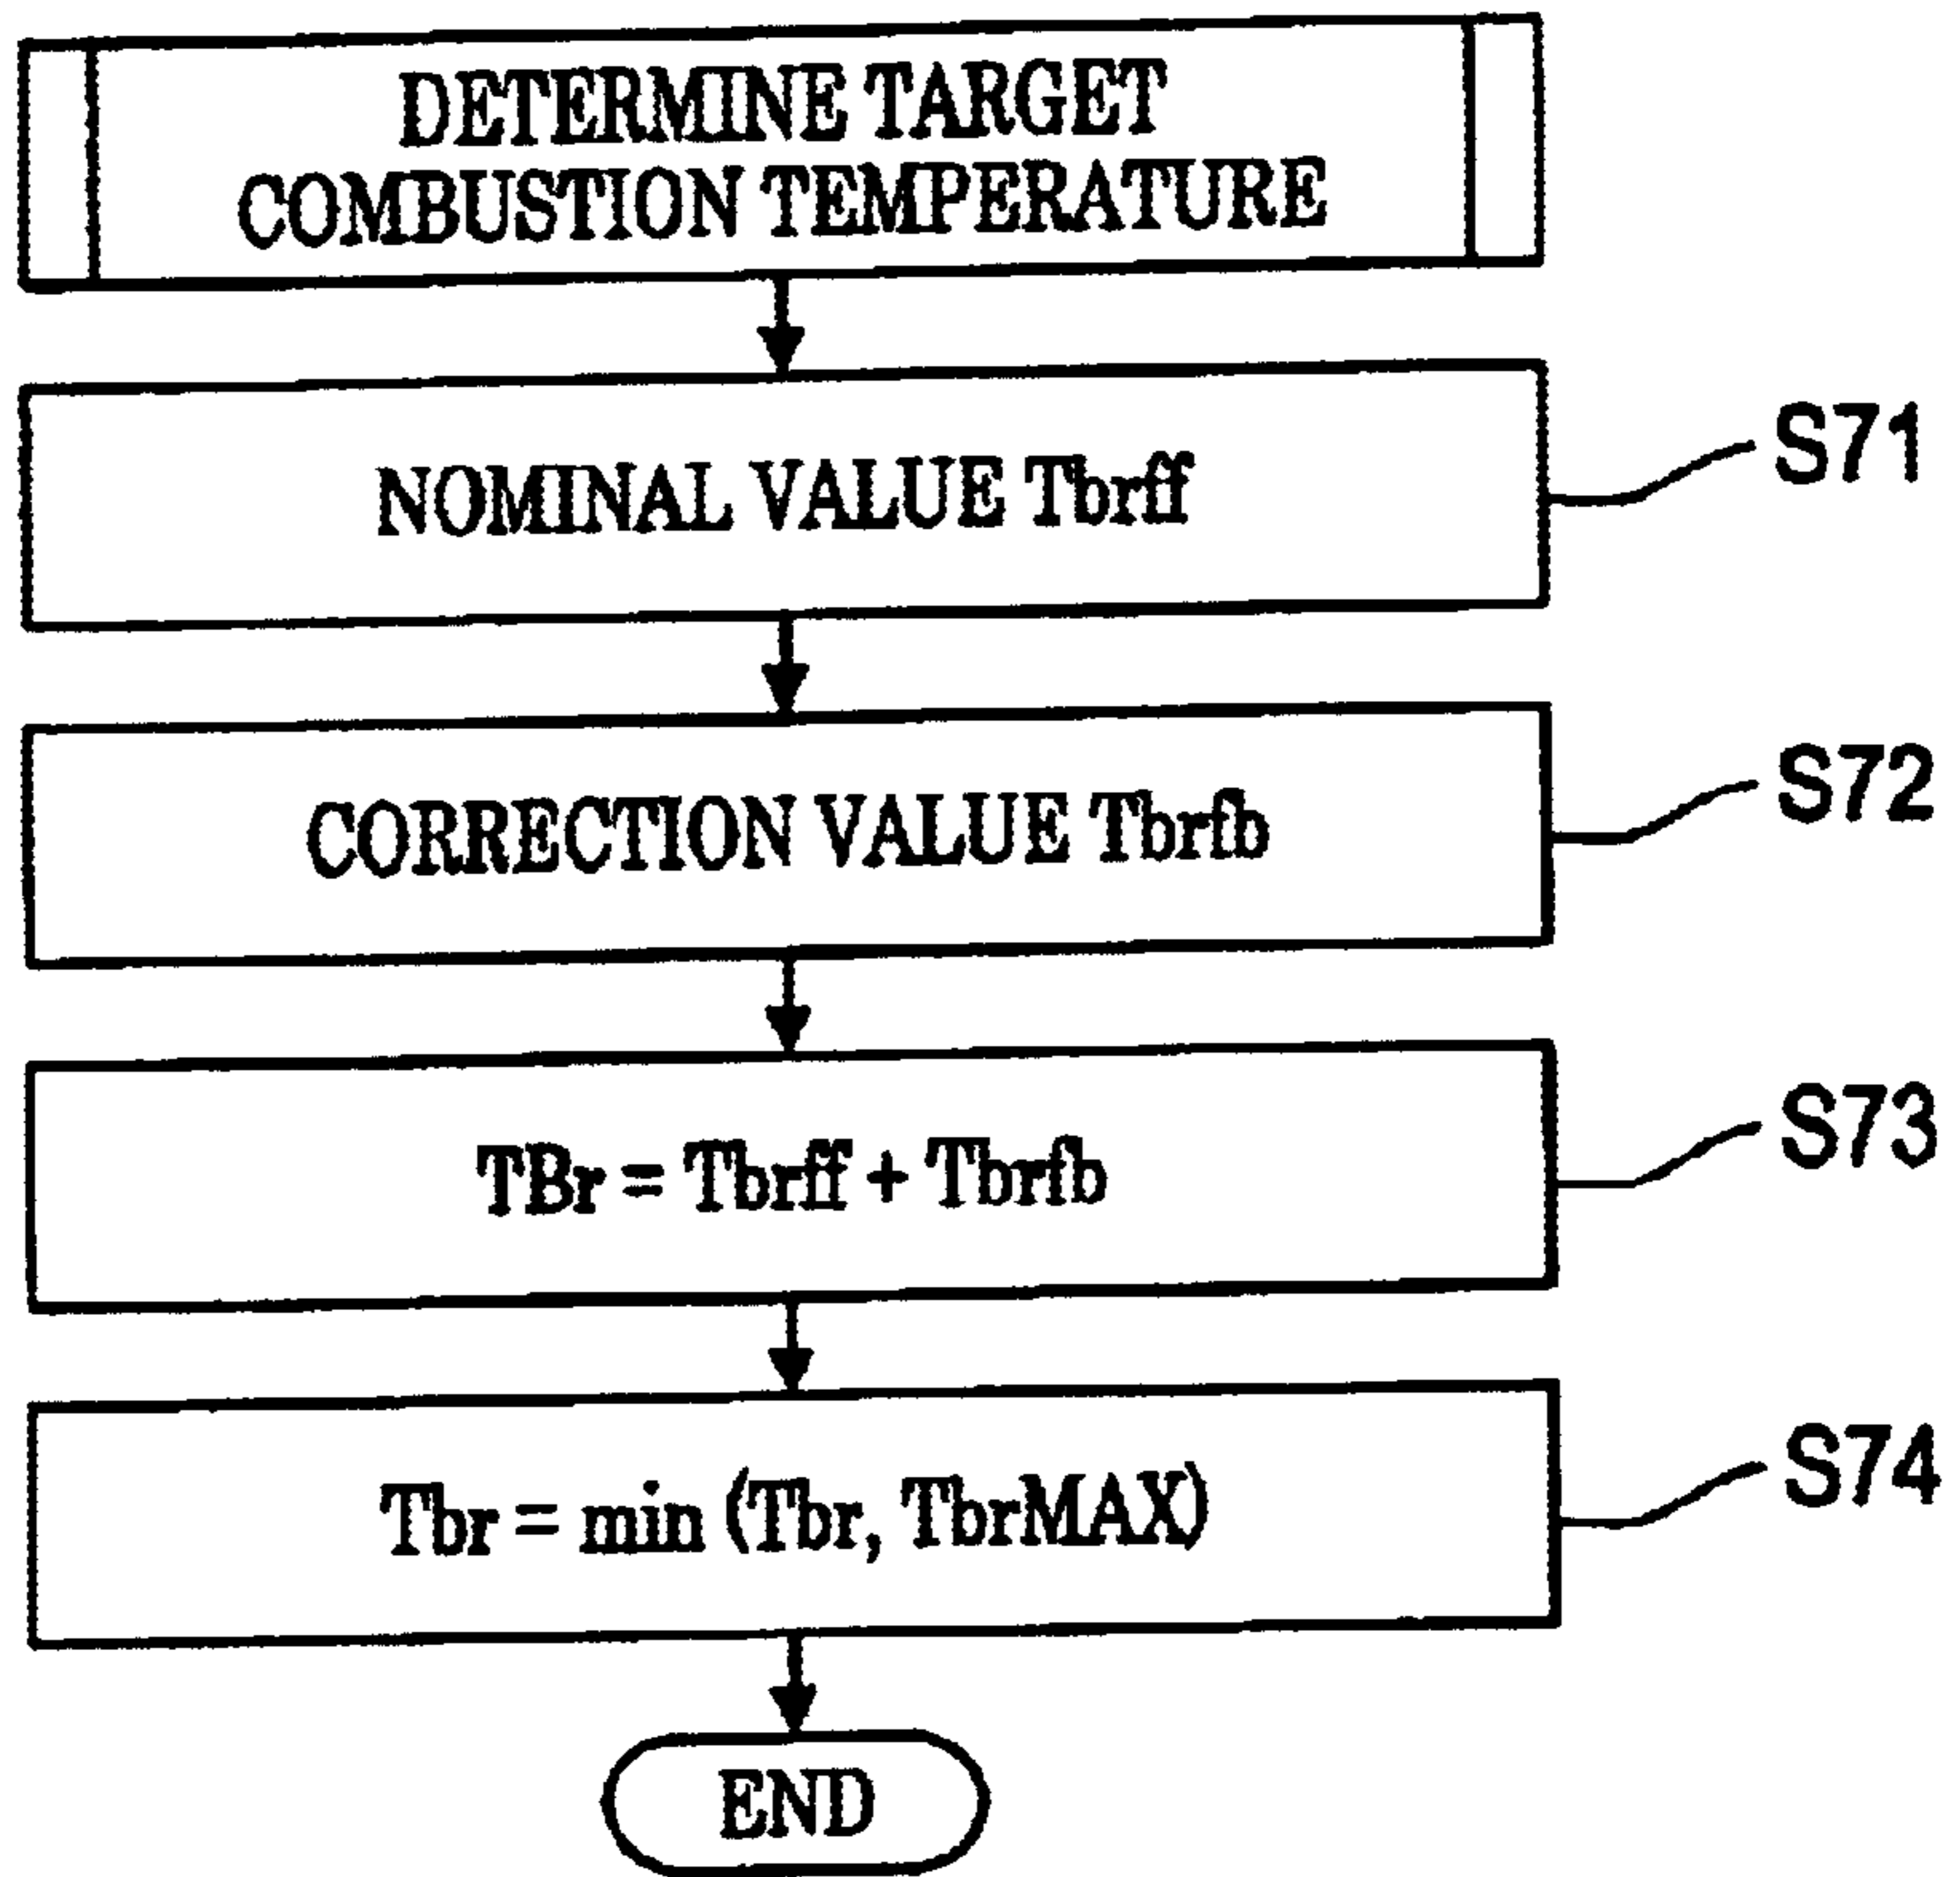 DETERMINE TARGET
COMBUSTION TEMPERATURE
NOMINAL VALUE Tbrff
S71
CORRECTION VALUE Tbrfb
S72
TBr = Tbrff + Tbrfb
S73
Tbr = min (Tbr, TbrMAX)
S74
END